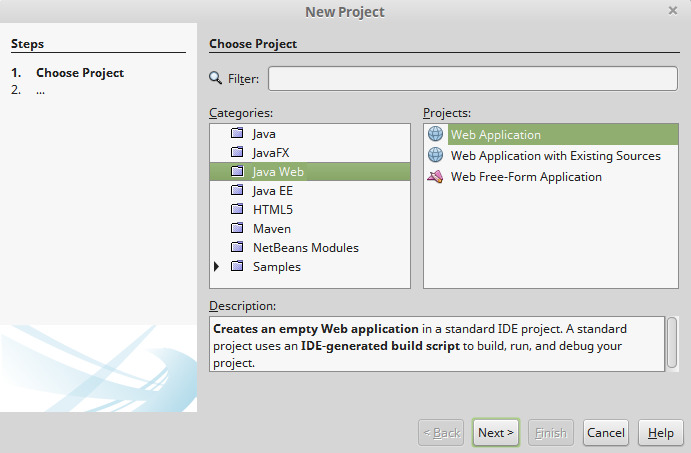 New Project
Steps
1. Choose Project
2. ...
Choose Project
Filter:
Categories:
Java
JavaFX
Java Web
Java EE
HTML5
Maven
NetBeans Modules
Samples
Projects:
Web Application
Web Application with Existing Sources
Web Free-Form Application
Description:
Creates an empty Web application in a standard IDE project. A standard
project uses an IDE-generated build script to build, run, and debug your
project.
< Back
Next >
Finish
Cancel
Help